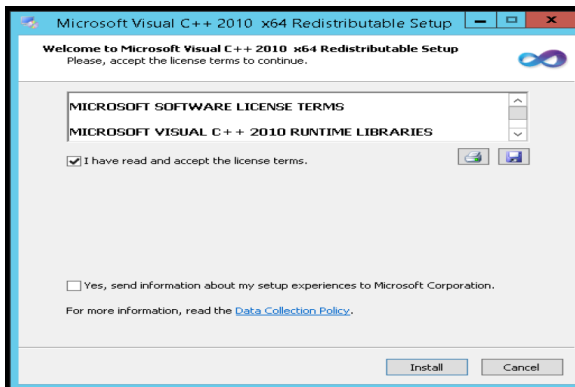 Microsoft Visual C++ 2010 x64 Redistributable Setup
Welcome to Microsoft Visual C++ 2010 x64 Redistributable Setup
Please, accept the license terms to continue.
MICROSOFT SOFTWARE LICENSE TERMS
MICROSOFT VISUAL C++ 2010 RUNTIME LIBRARIES
I have read and accept the license terms.
Yes, send information about my setup experiences to Microsoft Corporation.
For more information, read the Data Collection Policy.
Install Cancel